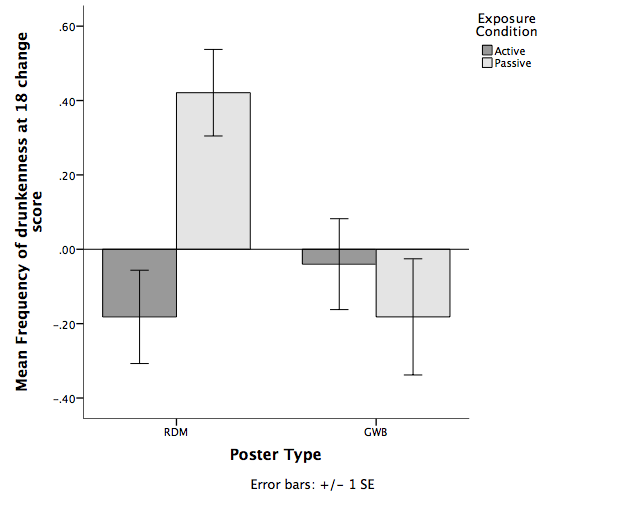 Exposure
Condition
Active
Passive
.60
.40
.20
.00
-.20
-.40
Mean Frequency of drunkenness at 18 change
score
RDM
GWB
Poster Type
Error bars: +/- 1 SE